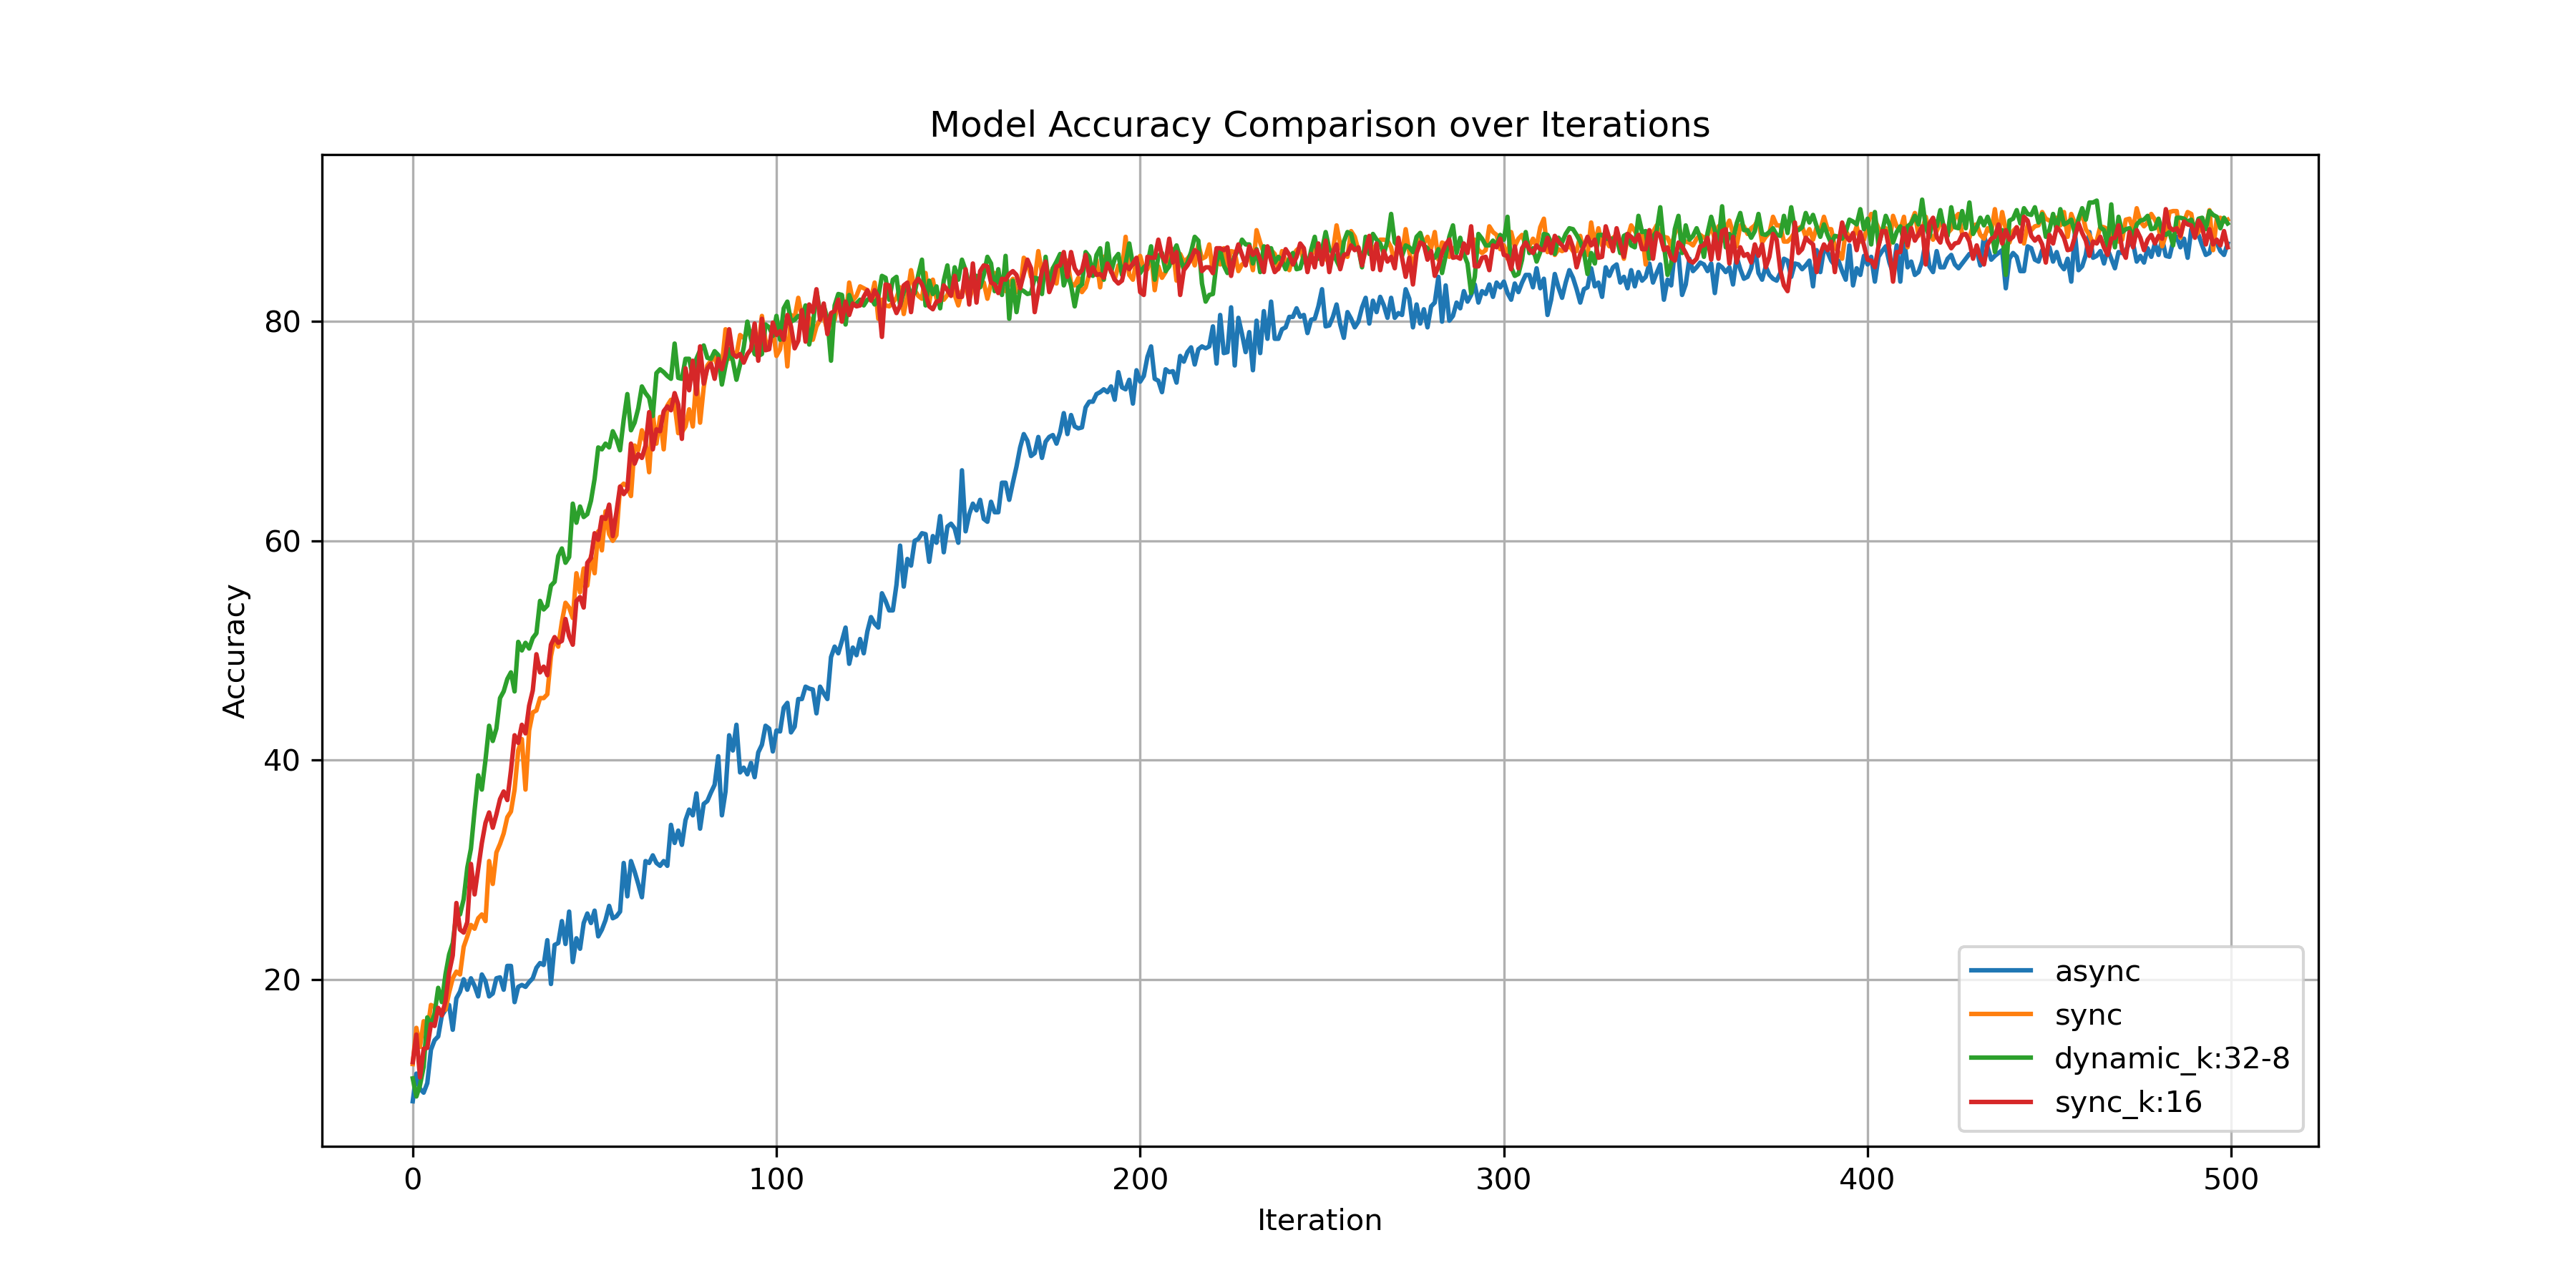 Model Accuracy Comparison over Iterations
80
60
40
20
Accuracy
0 100 200 300 400 500
Iteration
async
sync
dynamic_k:32-8
sync_k:16